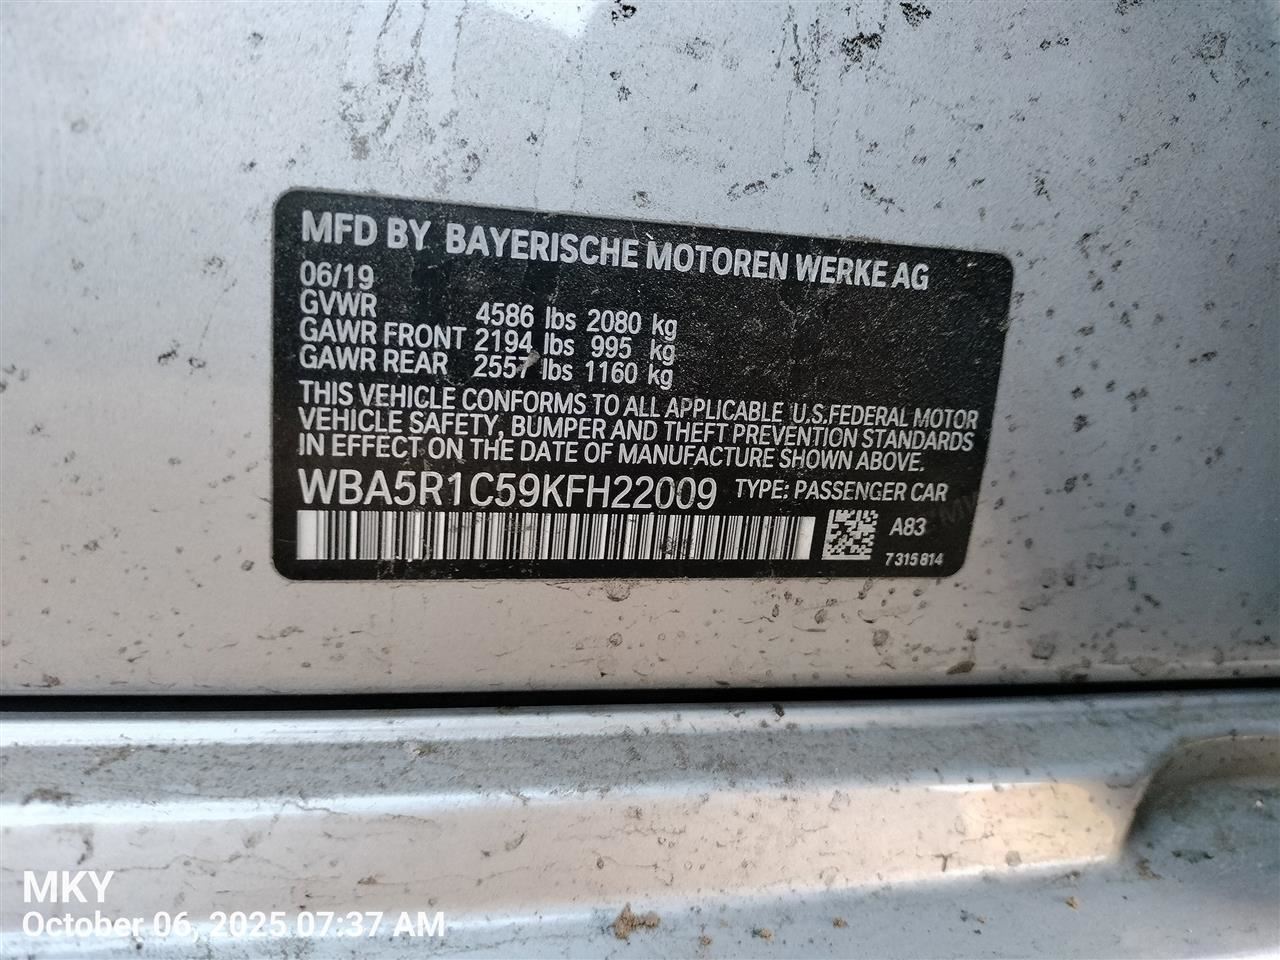 MFD BY BAYERISCHE MOTOREN WERKE AG
06/19
GVWR 4586 lbs 2080 kg
GAWR FRONT 2194 lbs 995 kg
GAWR REAR 2557 lbs 1160 kg
THIS VEHICLE CONFORMS TO ALL APPLICABLE U.S.FEDERAL MOTOR
VEHICLE SAFETY, BUMPER AND THEFT PREVENTION STANDARDS
IN EFFECT ON THE DATE OF MANUFACTURE SHOWN ABOVE.
WBA5R1C59KFH22009 TYPE: PASSENGER CAR
A83
7315814
MKY
October 06, 2025 07:37 AM